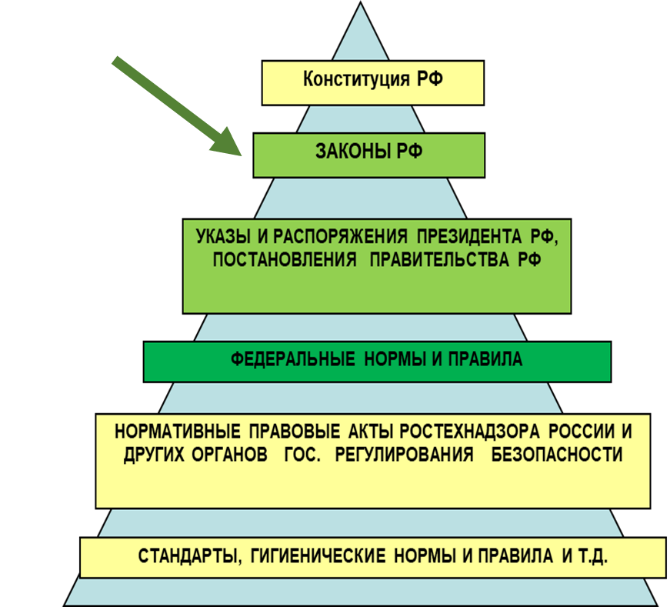 Конституция РФ
ЗАКОНЫ РФ
УКАЗЫ И РАСПОРЯЖЕНИЯ ПРЕЗИДЕНТА РФ,
ПОСТАНОВЛЕНИЯ ПРАВИТЕЛЬСТВА РФ
ФЕДЕРАЛЬНЫЕ НОРМЫ И ПРАВИЛА
НОРМАТИВНЫЕ ПРАВОВЫЕ АКТЫ РОСТЕХНАДЗОРА РОССИИ И
ДРУГИХ ОРГАНОВ ГОС. РЕГУЛИРОВАНИЯ БЕЗОПАСНОСТИ
СТАНДАРТЫ, ГИГИЕНИЧЕСКИЕ НОРМЫ И ПРАВИЛА И Т.Д.